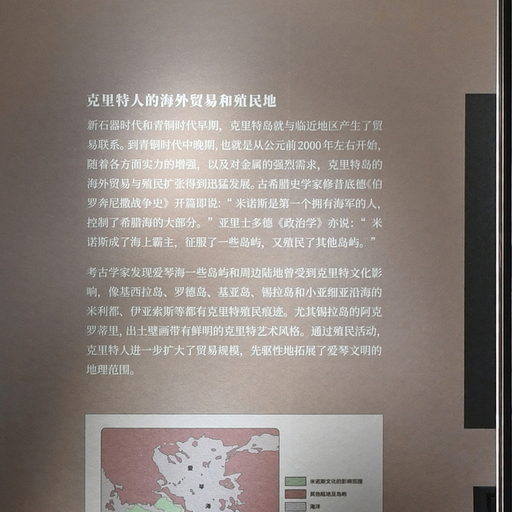 克里特人的海外贸易和殖民地
新石器时代和青铜时代早期，克里特岛就与临近地区产生了贸
易联系。到青铜时代中晚期，也就是从公元前2000年左右开始，
随着各方面实力的增强，以及对金属的强烈需求，克里特岛的
海外贸易与殖民扩张得到迅猛发展。古希腊史学家修昔底德《伯
罗奔尼撒战争史》开篇即说：“米诺斯是第一个拥有海军的人，
控制了希腊海的大部分。”亚里士多德《政治学》亦说：“米
诺斯成了海上霸主，征服了一些岛屿，又殖民了其他岛屿。”
考古学家发现爱琴海一些岛屿和周边陆地曾受到克里特文化影
响，像基西拉岛、罗德岛、基亚岛、锡拉岛和小亚细亚沿海的
米利都、伊亚索斯等都有克里特殖民痕迹。尤其锡拉岛的阿克
罗蒂里，出土壁画带有鲜明的克里特艺术风格。通过殖民活动，
克里特人进一步扩大了贸易规模，先驱性地拓展了爱琴文明的
地理范围。
爱
琴
海
米诺斯文化的影响范围
其他陆地及岛屿
海洋